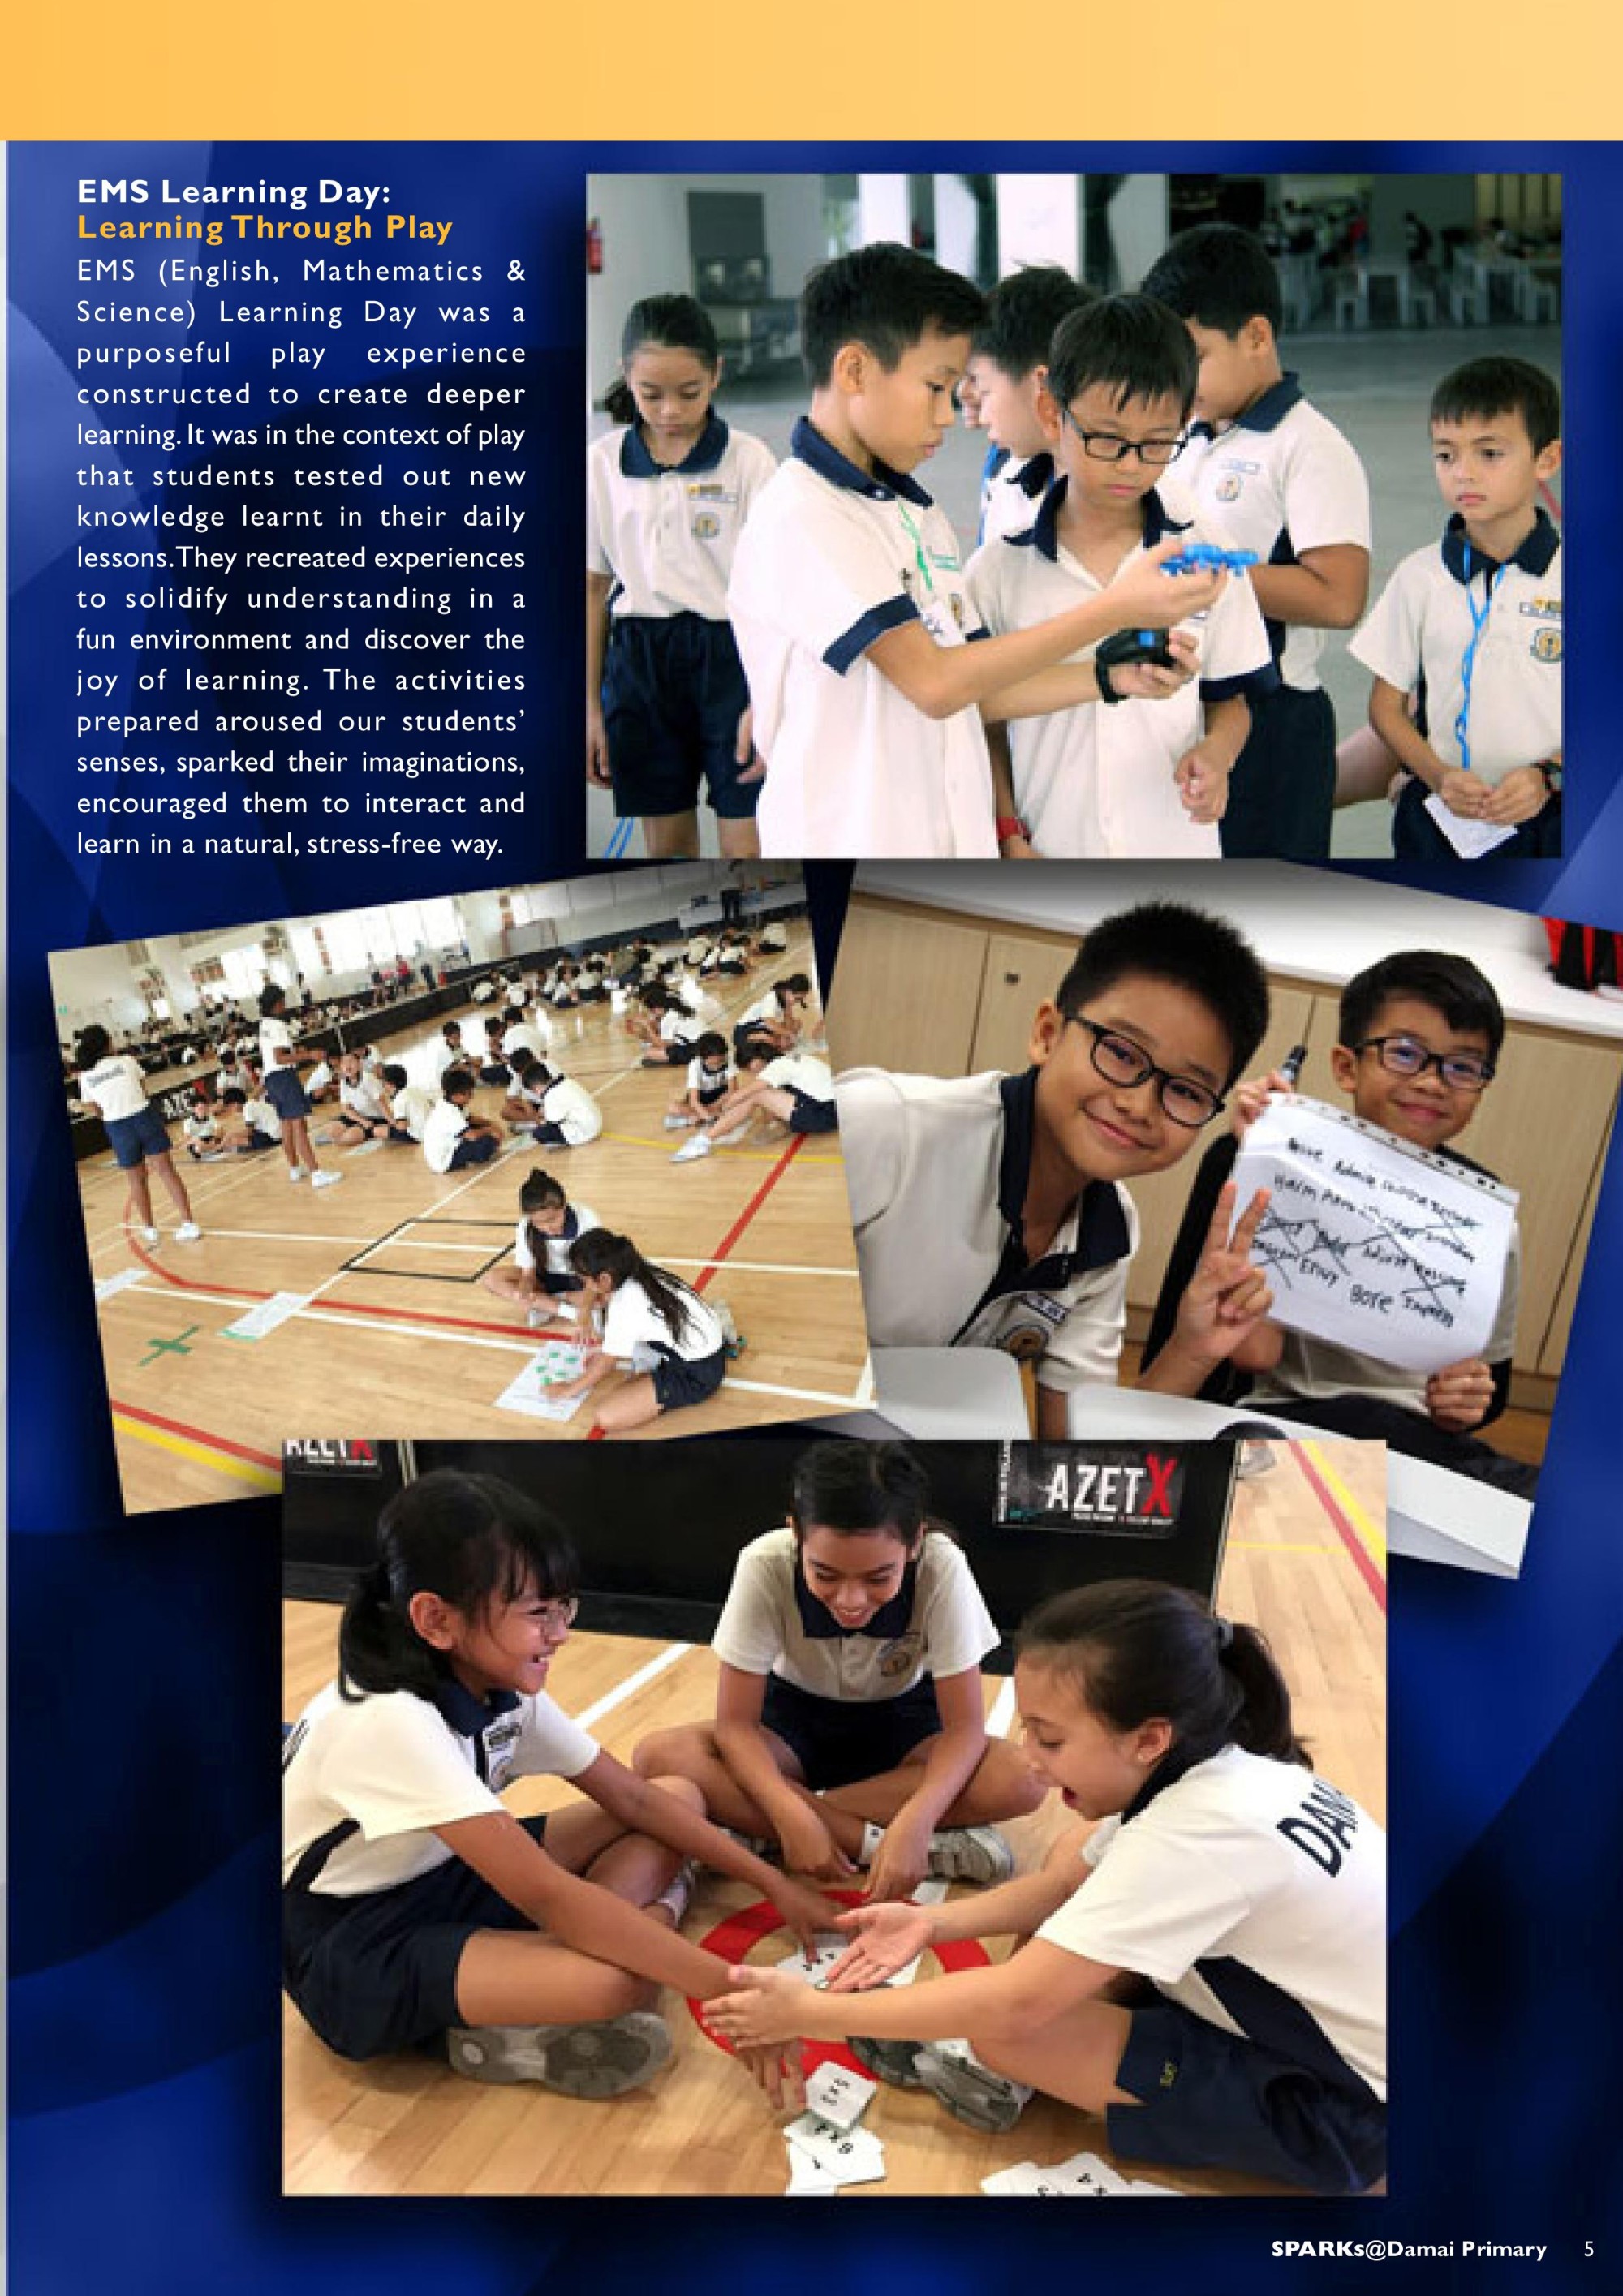 EMS Learning Day:
Learning Through Play
EMS (English, Mathematics &
Science) Learning Day was a
purposeful play experience
constructed to create deeper
learning. It was in the context of play
that students tested out new
knowledge learnt in their daily
lessons. They recreated experiences
to solidify understanding in a
fun environment and discover the
joy of learning. The activities
prepared aroused our students’
senses, sparked their imaginations,
encouraged them to interact and
learn in a natural, stress-free way.
Envy Bore
AZETX
SPARKs@Damai Primary 5